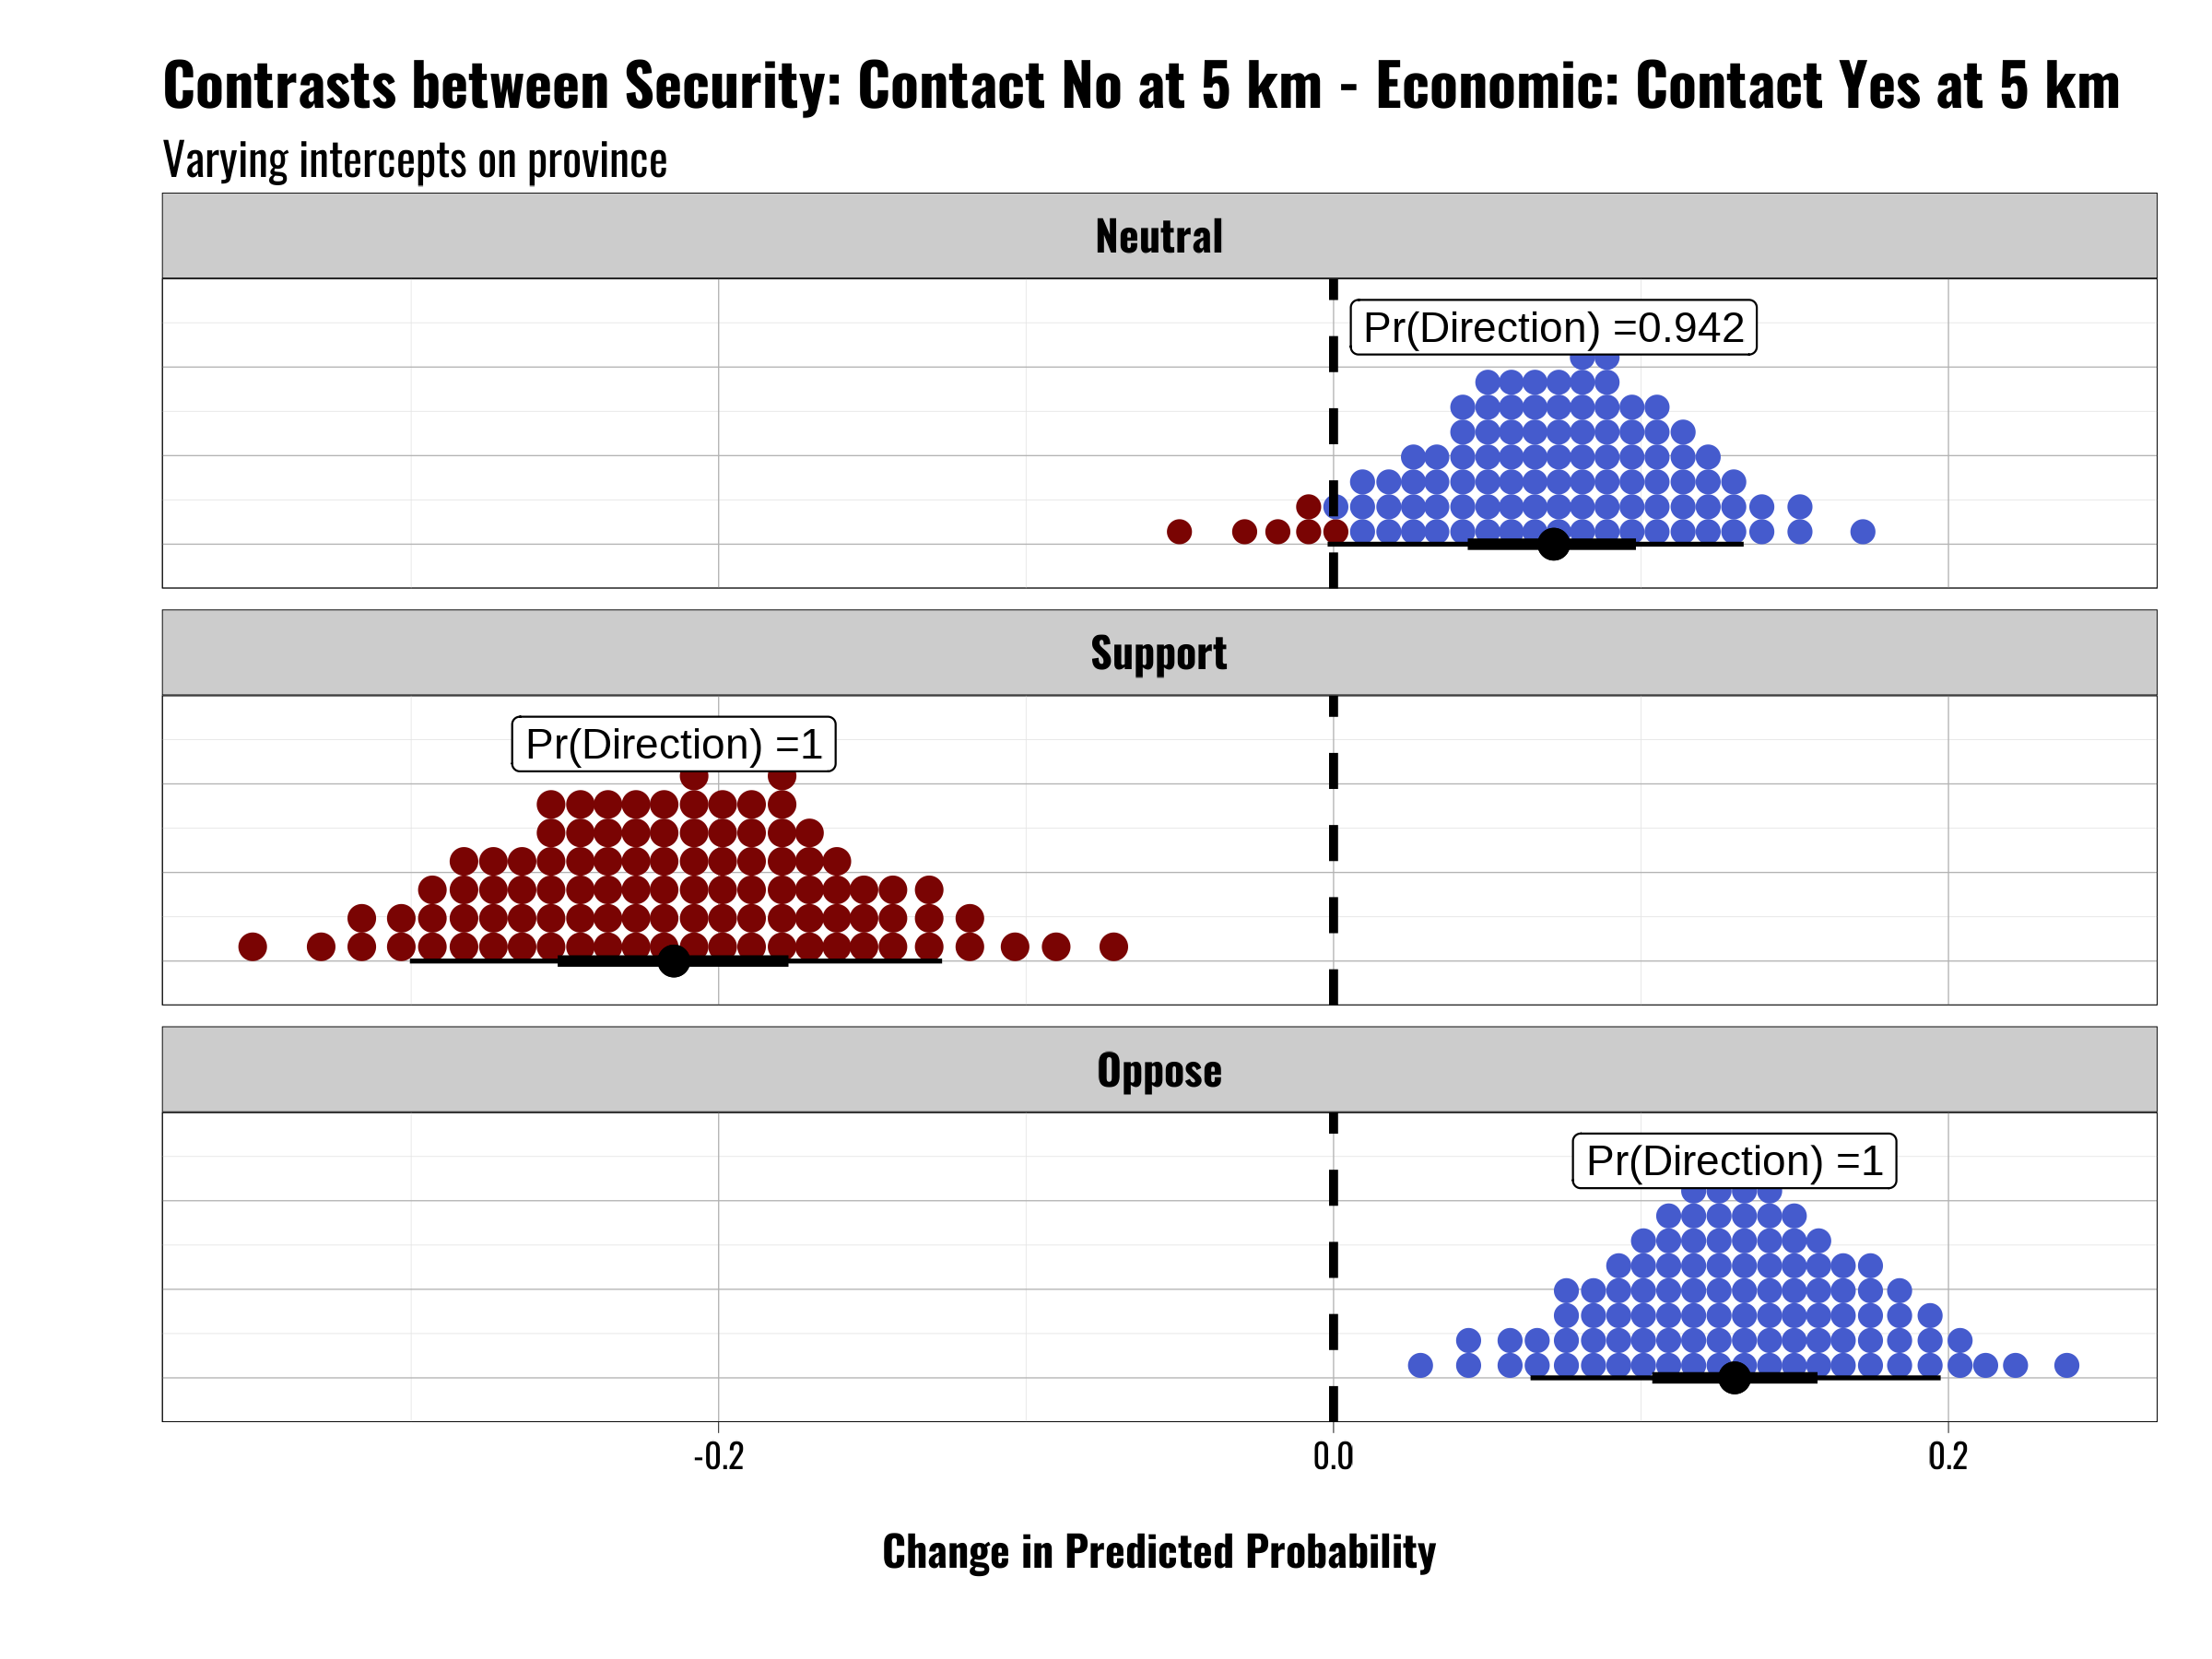 Contrasts between Security: Contact No at 5 km - Economic: Contact Yes at 5 km
Varying intercepts on province
Neutral
Pr(Direction) =0.942
Support
Pr(Direction) =1
Oppose
Pr(Direction) =1
-0.2 0.0 0.2
Change in Predicted Probability